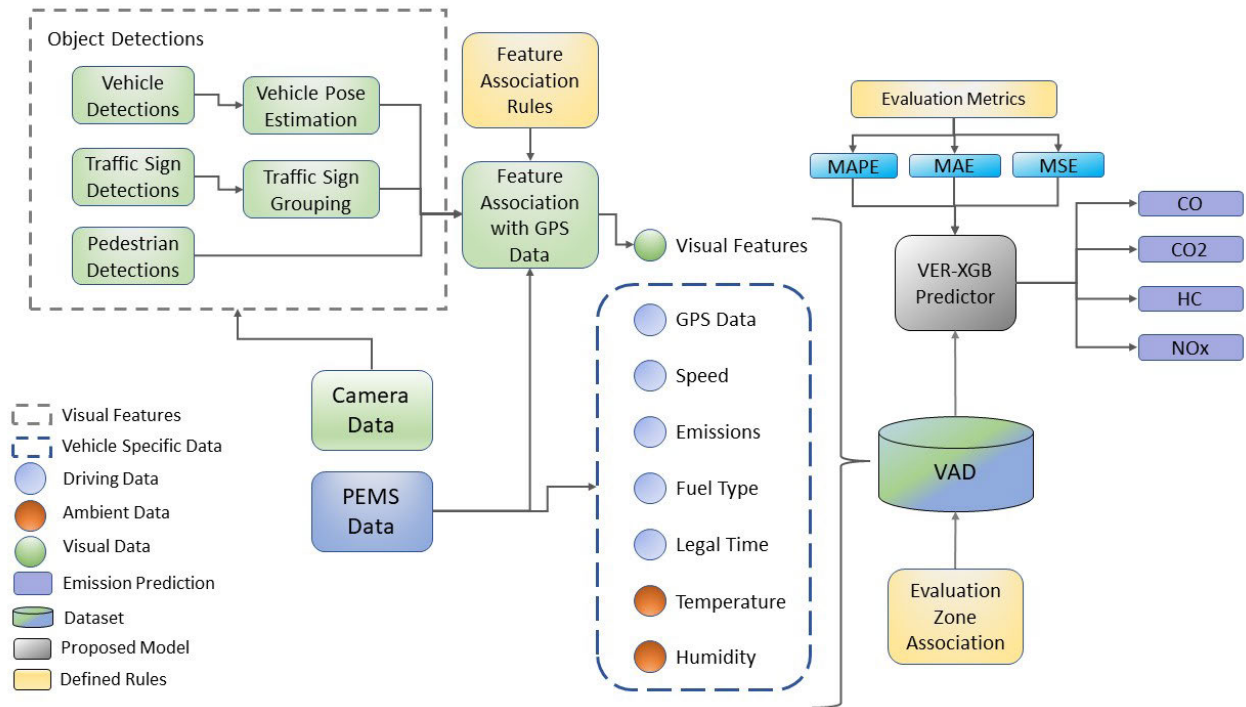 Object Detections
Vehicle
Detections
Vehicle Pose
Estimation
Traffic Sign
Detections
Traffic Sign
Grouping
Pedestrian
Detections
Feature
Association
Rules
Feature
Association
with GPS
Data
Visual Features
Camera
Data
PEMS
Data
GPS Data
Speed
Emissions
Fuel Type
Legal Time
Temperature
Humidity
Evaluation Metrics
MAPE
MAE
MSE
VER-XGB
Predictor
CO
CO2
HC
NOx
VAD
Evaluation
Zone
Association
Visual Features
Vehicle Specific Data
Driving Data
Ambient Data
Visual Data
Emission Prediction
Dataset
Proposed Model
Defined Rules